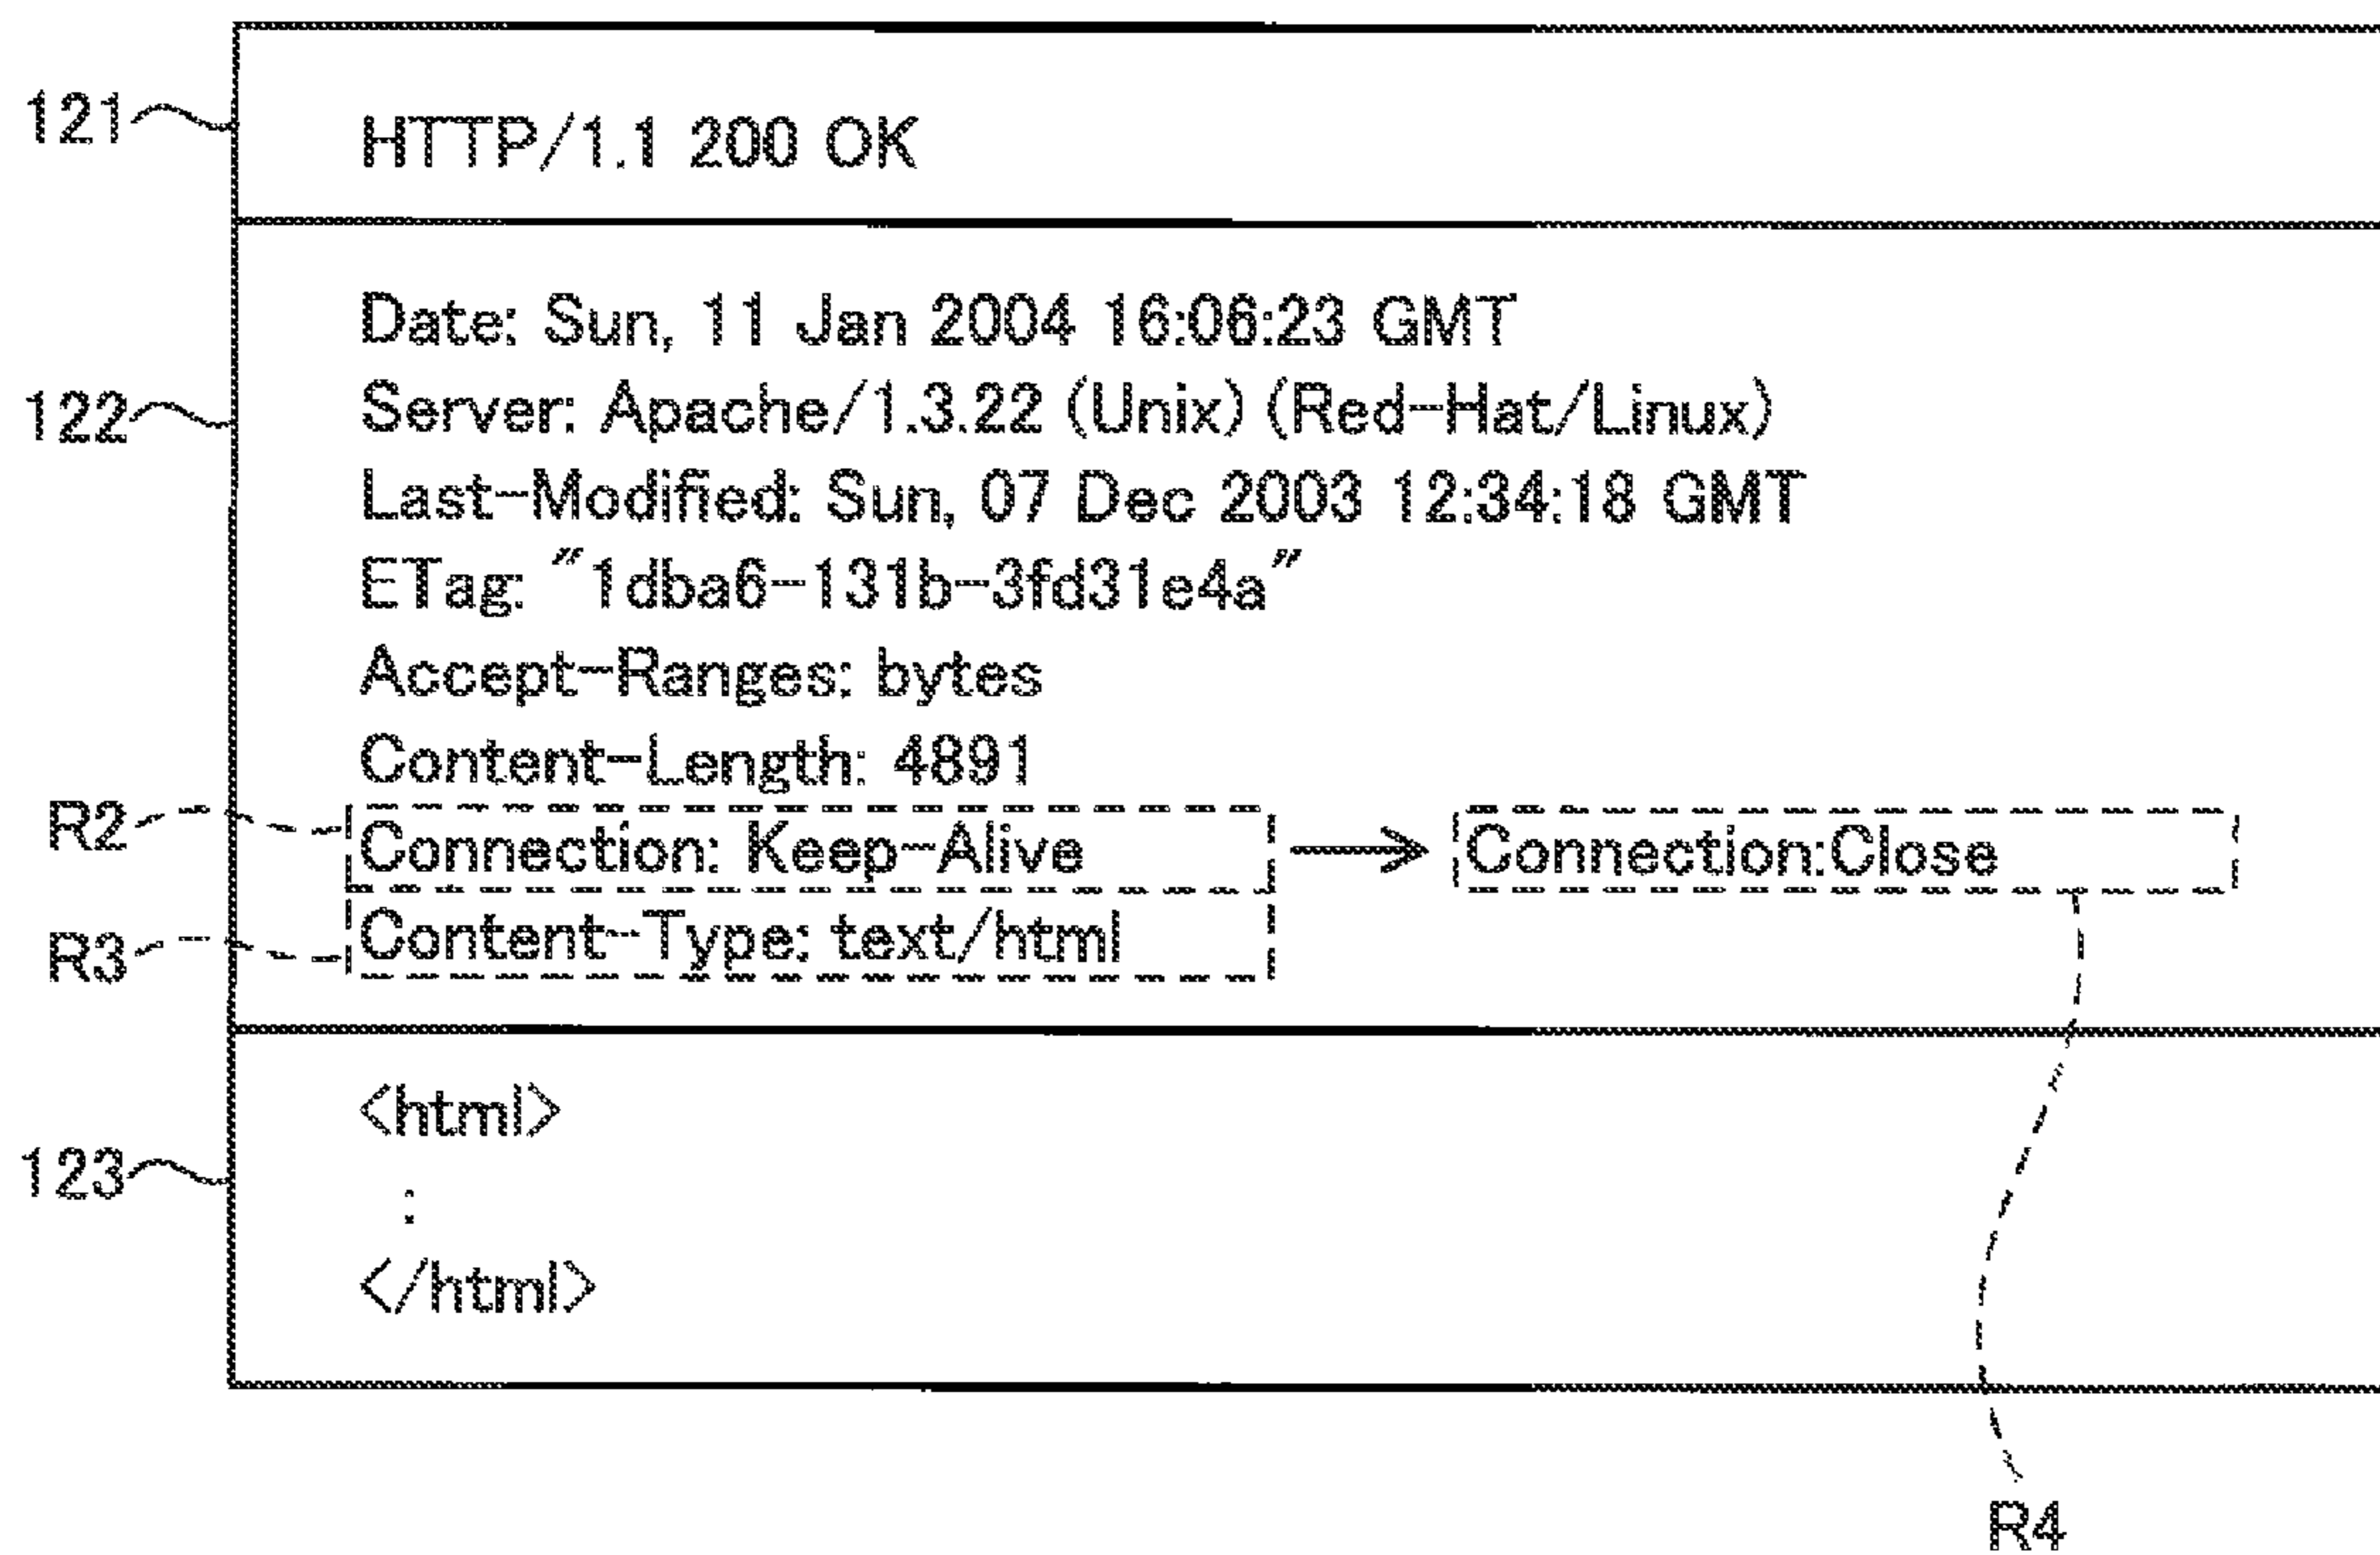 121
HTTP/1.1 200 OK
122
Date: Sun, 11 Jan 2004 16:06:23 GMT
Server: Apache/1.3.22 (Unix) (Red-Hat/Linux)
Last-Modified: Sun, 07 Dec 2003 12:34:18 GMT
ETag: "1dba6-131b-3fd31e4a"
Accept-Ranges: bytes
Content-Length: 4891
R2 Connection: Keep-Alive → Connection:Close
R3 Content-Type: text/html
<html>
123
:
</html>
R4